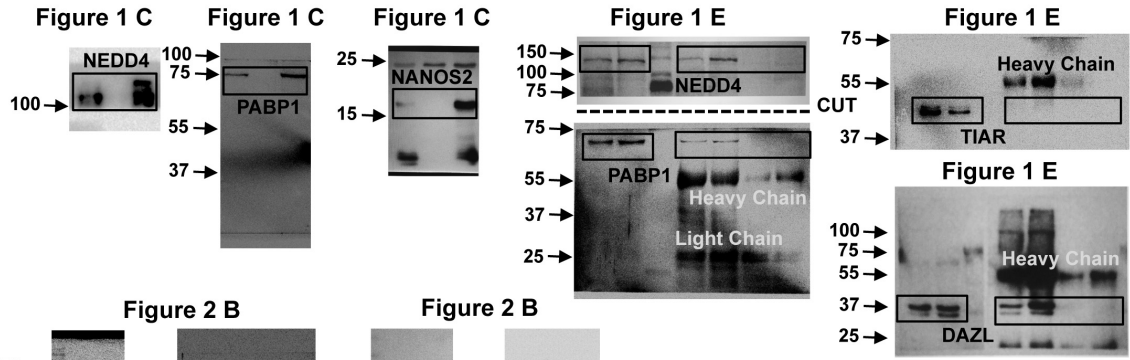 Figure 1 C
NEDD4
100
Figure 1 C
100
75
PABP1
55
37
Figure 1 C
25
NANOS2
15
Figure 1 E
150
100
NEDD4
75
CUT
75
PABP1
55
Heavy Chain
37
Light Chain
25
Figure 1 E
75
Heavy Chain
55
TIAR
37
Figure 1 E
100
75
Heavy Chain
55
37
DAZL
25
Figure 2 B
Figure 2 B